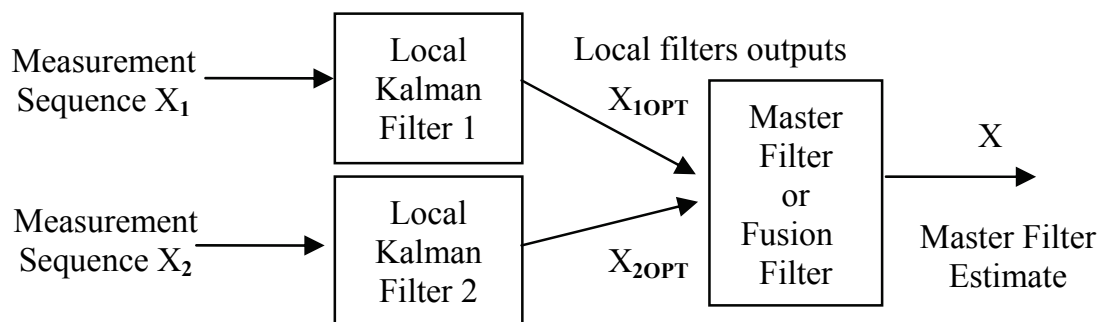 Measurement
Sequence X1
Local
Kalman
Filter 1
Local filters outputs
X1OPT
Measurement
Sequence X2
Local
Kalman
Filter 2
X2OPT
Master
Filter
or
Fusion
Filter
X
Master Filter
Estimate